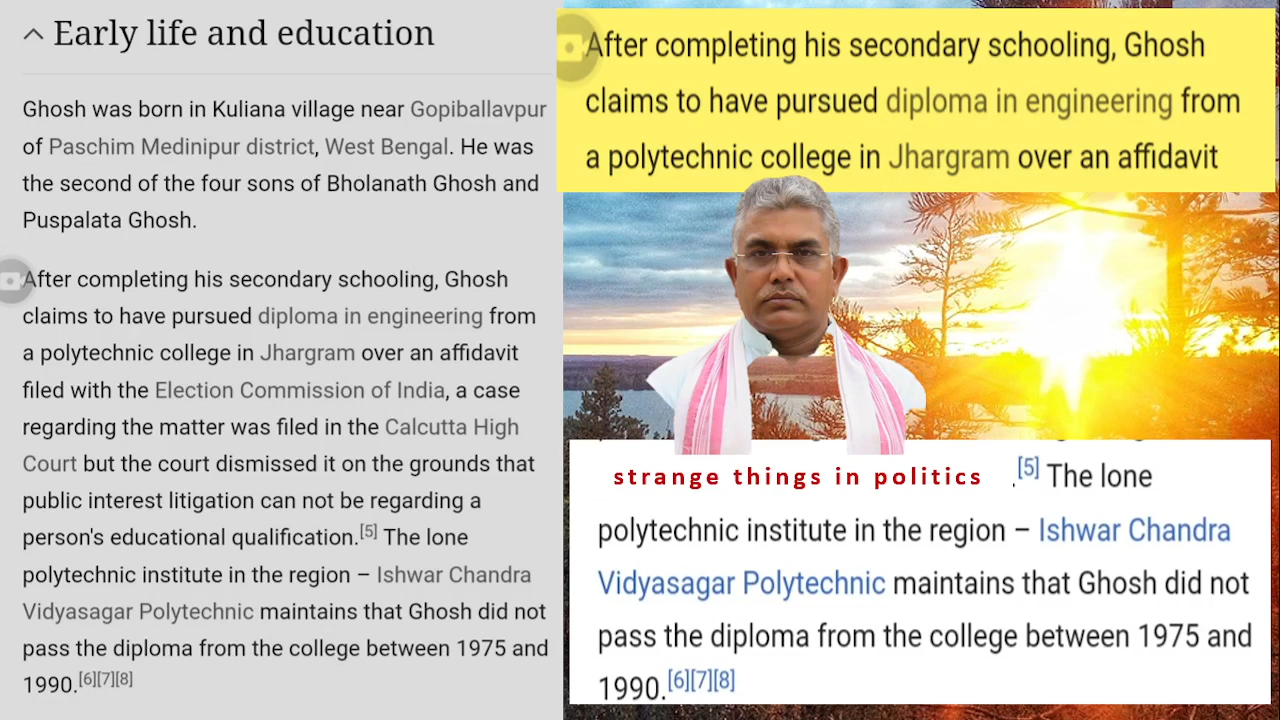 Early life and education
Ghosh was born in Kuliana village near Gopiballavpur
of Paschim Medinipur district, West Bengal. He was
the second of the four sons of Bholanath Ghosh and
Puspalata Ghosh.
After completing his secondary schooling, Ghosh
claims to have pursued diploma in engineering from
a polytechnic college in Jhargram over an affidavit
filed with the Election Commission of India, a case
regarding the matter was filed in the Calcutta High
Court but the court dismissed it on the grounds that
public interest litigation can not be regarding a
person's educational qualification.[5] The lone
polytechnic institute in the region – Ishwar Chandra
Vidyasagar Polytechnic maintains that Ghosh did not
pass the diploma from the college between 1975 and
1990.[6][7][8]
After completing his secondary schooling, Ghosh
claims to have pursued diploma in engineering from
a polytechnic college in Jhargram over an affidavit
strange things in politics
.[5] The lone
polytechnic institute in the region – Ishwar Chandra
Vidyasagar Polytechnic maintains that Ghosh did not
pass the diploma from the college between 1975 and
1990.[6][7][8]